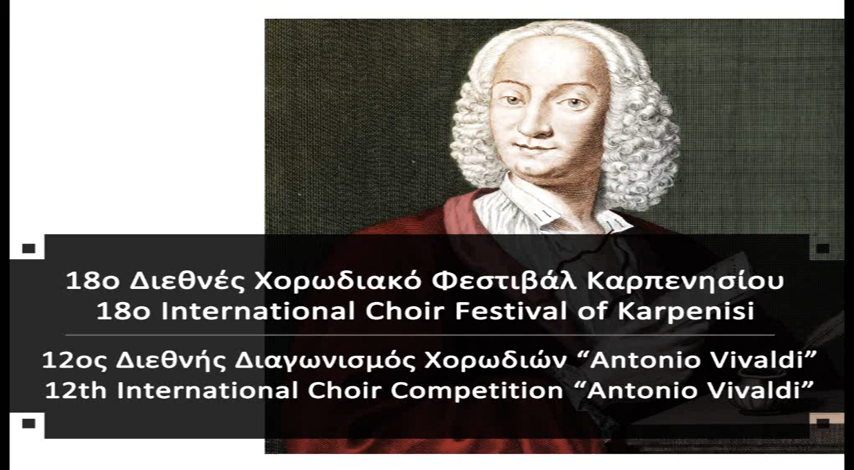 18ο Διεθνές Χορωδιακό Φεστιβάλ Καρπενησίου
18ο International Choir Festival of Karpenisi
12ος Διεθνής Διαγωνισμός Χορωδιών “Antonio Vivaldi”
12th International Choir Competition “Antonio Vivaldi”